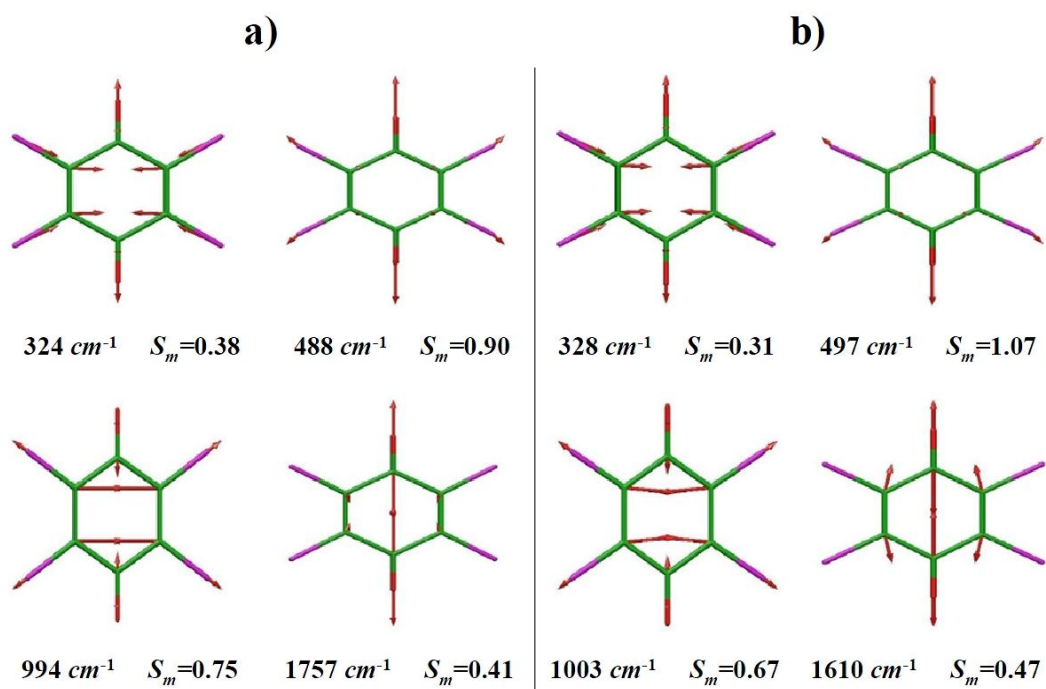 a) b)
324 cm-1 Sm=0.38 488 cm-1 Sm=0.90 328 cm-1 Sm=0.31 497 cm-1 Sm=1.07
994 cm-1 Sm=0.75 1757 cm-1 Sm=0.41 1003 cm-1 Sm=0.67 1610 cm-1 Sm=0.47